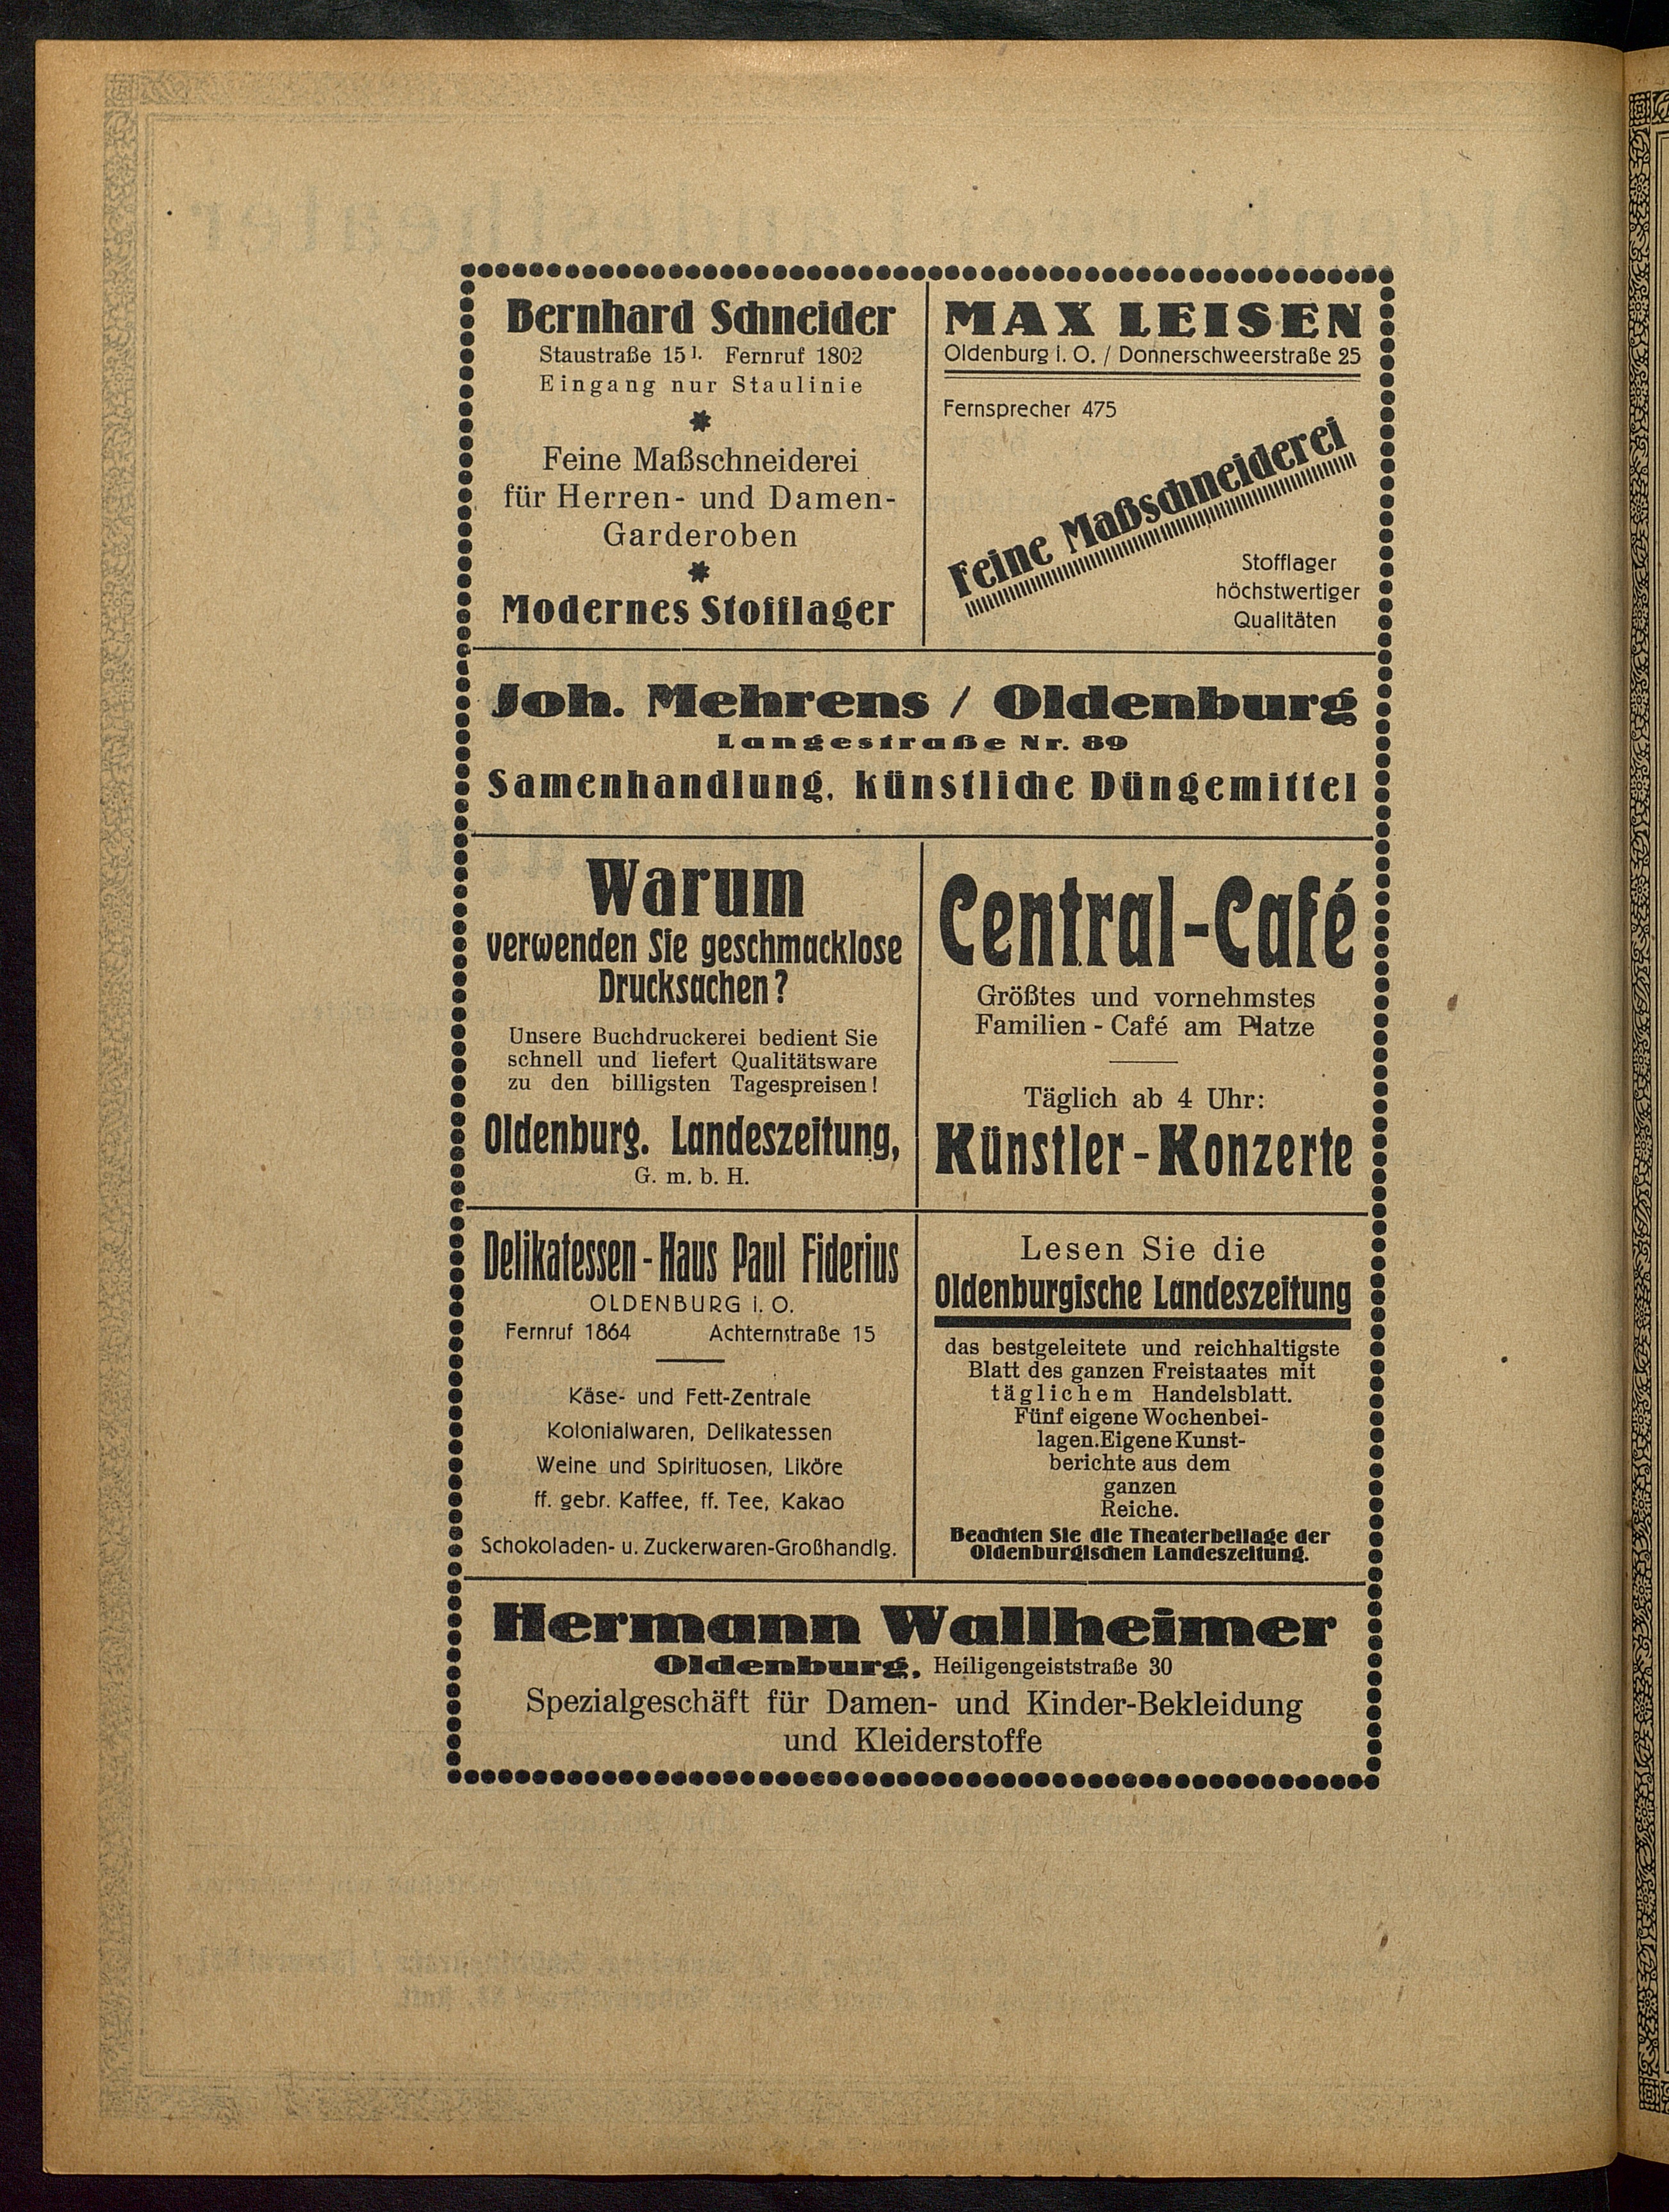 Bernhard Schneider
Staustraße 15 I. Fernruf 1802
Eingang nur Staulinie
Feine Maßschneiderei
für Herren- und Damen-
Garderoben
Modernes Stofflager
MAX LEISEN
Oldenburg i. O. / Donnerschweerstraße 25
Fernsprecher 475
Feine Maßschneiderei
Stofflager
höchstwertiger
Qualitäten
Joh. Mehrens / Oldenburg
Langestraße Nr. 89
Samenhandlung, künstliche Düngemittel
Warum
verwenden Sie geschmacklose
Drucksachen?
Unsere Buchdruckerei bedient Sie
schnell und liefert Qualitätsware
zu den billigsten Tagespreisen!
Oldenburg. Landeszeitung,
G. m. b. H.
Central-Café
Größtes und vornehmstes
Familien-Café am Platze
Täglich ab 4 Uhr:
Künstler-Konzerte
Delikatessen-Haus Paul Fiderius
OLDENBURG i. O.
Fernruf 1864 Achternstraße 15
Käse- und Fett-Zentrale
Kolonialwaren, Delikatessen
Weine und Spirituosen, Liköre
ff. gebr. Kaffee, ff. Tee, Kakao
Schokoladen- u. Zuckerwaren-Großhandlg.
Lesen Sie die
Oldenburgische Landeszeitung
das bestgeleitete und reichhaltigste
Blatt des ganzen Freistaates mit
täglichem Handelsblatt.
Fünf eigene Wochenbei-
lagen. Eigene Kunst-
berichte aus dem
ganzen
Reiche.
Beachten Sie die Theaterbeilage der
Oldenburgischen Landeszeitung.
Hermann Wallheimer
Oldenburg, Heiligengeiststraße 30
Spezialgeschäft für Damen- und Kinder-Bekleidung
und Kleiderstoffe